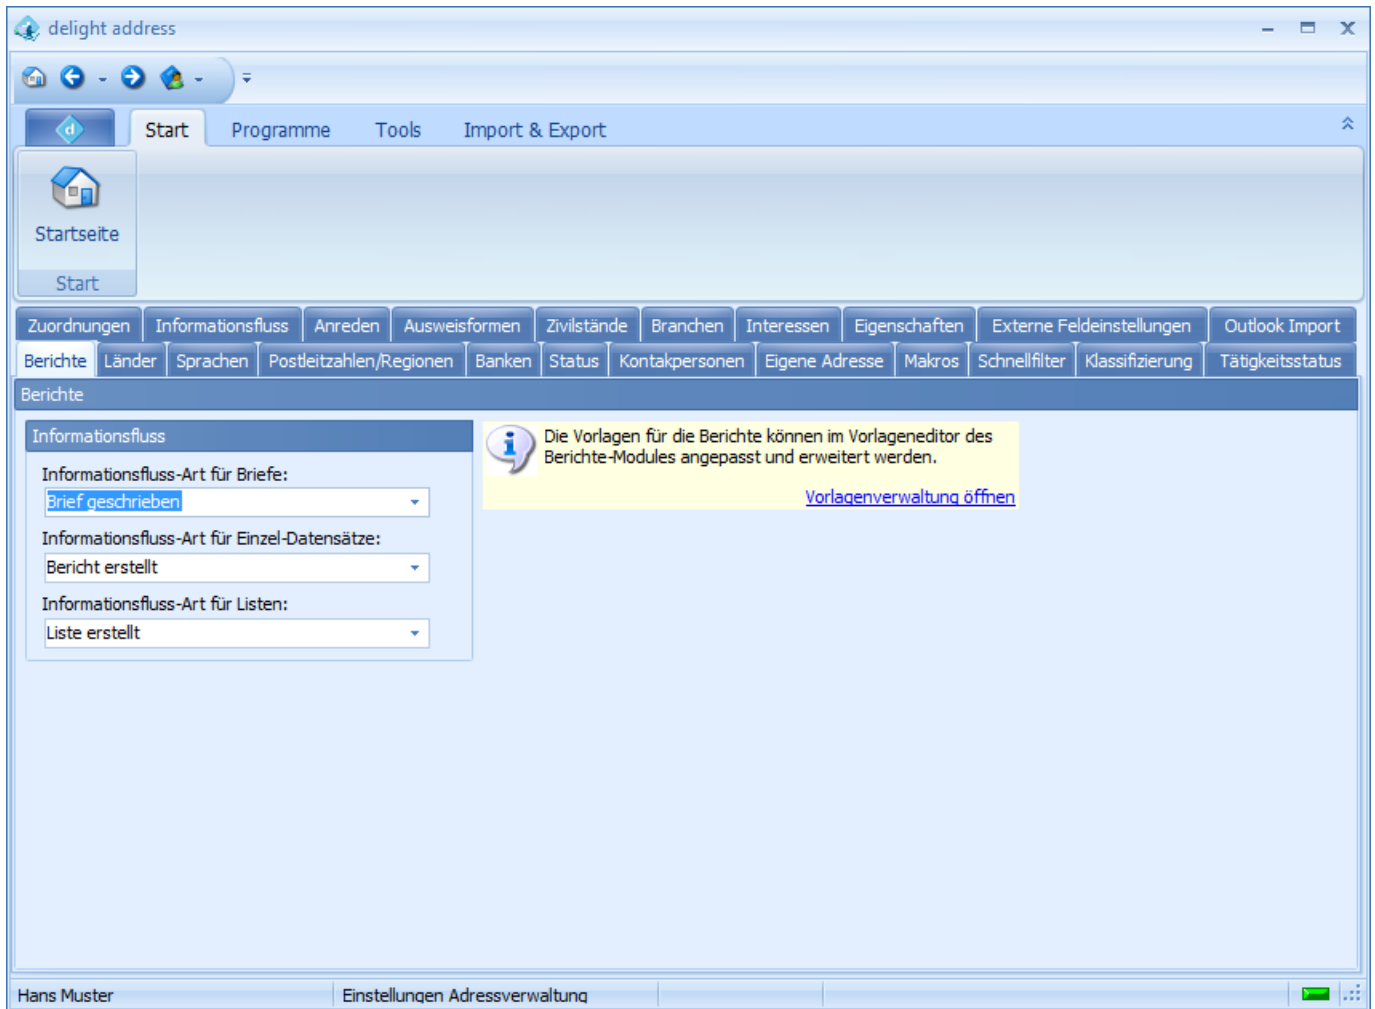 delight address
Start Programme Tools Import & Export
Startseite
Start
Zuordnungen Informationsfluss Anreden Ausweisformen Zivilstände Branchen Interessen Eigenschaften Externe Feldeinstellungen Outlook Import
Berichte Länder Sprachen Postleitzahlen/Regionen Banken Status Kontakpersonen Eigene Adresse Makros Schnellfilter Klassifizierung Tätigkeitsstatus
Berichte
Informationsfluss
Informationsfluss-Art für Briefe:
Brief geschrieben
Informationsfluss-Art für Einzel-Datensätze:
Bericht erstellt
Informationsfluss-Art für Listen:
Liste erstellt
Die Vorlagen für die Berichte können im Vorlageneditor des
Berichte-Modules angepasst und erweitert werden.
Vorlagenverwaltung öffnen
Hans Muster Einstellungen Adressverwaltung